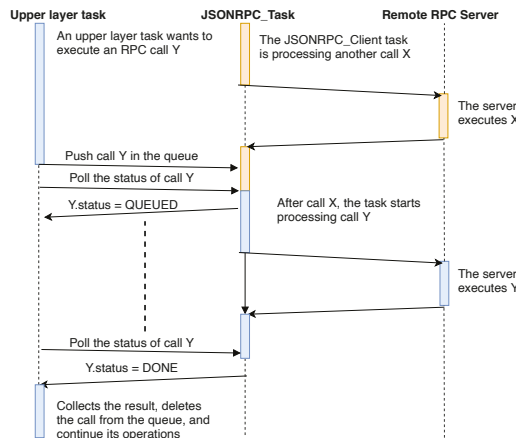 Upper layer task
JSONRPC_Task
Remote RPC Server
An upper layer task wants to
execute an RPC call Y
The JSONRPC_Client task
is processing another call X
The server
executes X
Push call Y in the queue
Poll the status of call Y
Y.status = QUEUED
After call X, the task starts
processing call Y
The server
executes Y
Poll the status of call Y
Y.status = DONE
Collects the result, deletes
the call from the queue, and
continue its operations